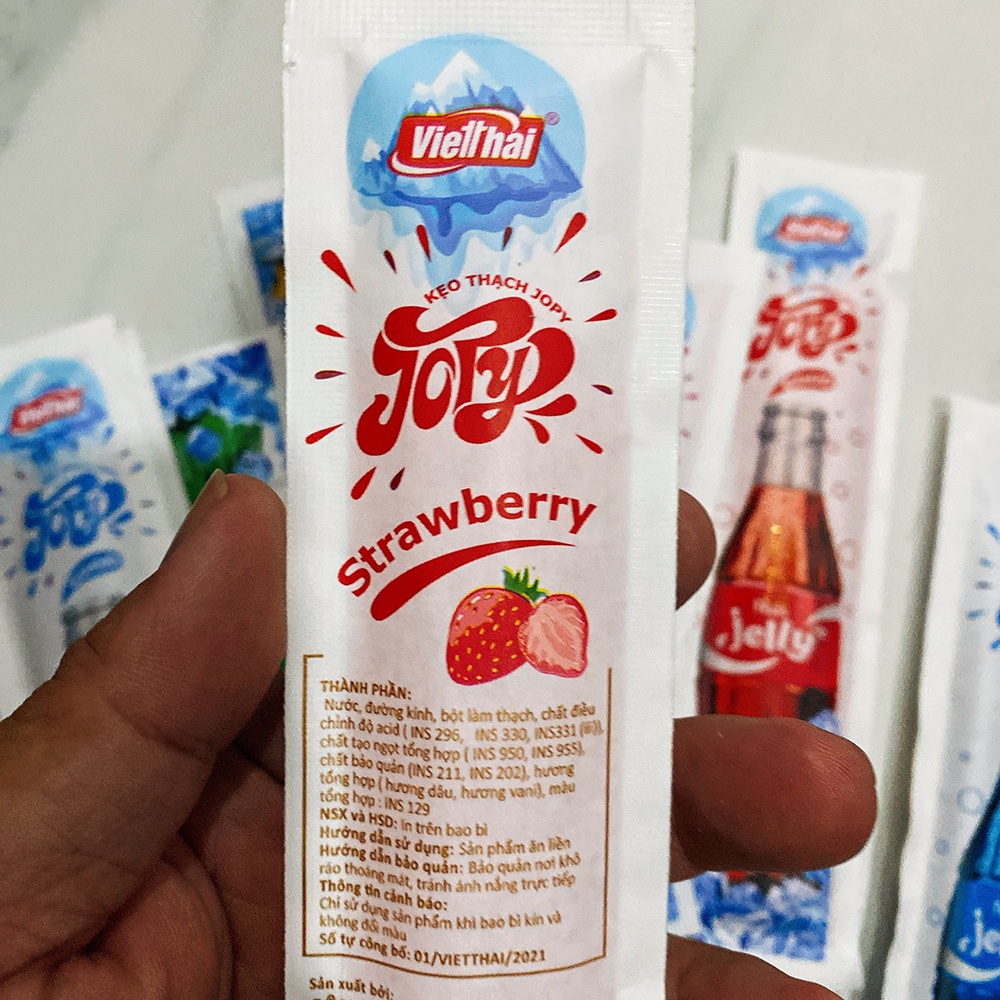 VietThai®
KẸO THẠCH JOPY
JOPY
Strawberry
THÀNH PHẦN:
Nước, đường kính, bột làm thạch, chất điều
chỉnh độ acid ( INS 296, INS 330, INS331 (iii)),
chất tạo ngọt tổng hợp ( INS 950, INS 955),
chất bảo quản (INS 211, INS 202), hương
tổng hợp ( hương dâu, hương vani), màu
tổng hợp : INS 129
NSX và HSD: In trên bao bì
Hướng dẫn sử dụng: Sản phẩm ăn liền
Hướng dẫn bảo quản: Bảo quản nơi khô
ráo thoáng mát, tránh ánh nắng trực tiếp
Thông tin cảnh báo:
Chỉ sử dụng sản phẩm khi bao bì kín và
không đổi màu
Số tự công bố: 01/VIETTHAI/2021
Sản xuất bởi:
VietThai
JOPY
jelly
VietThai
JOPY